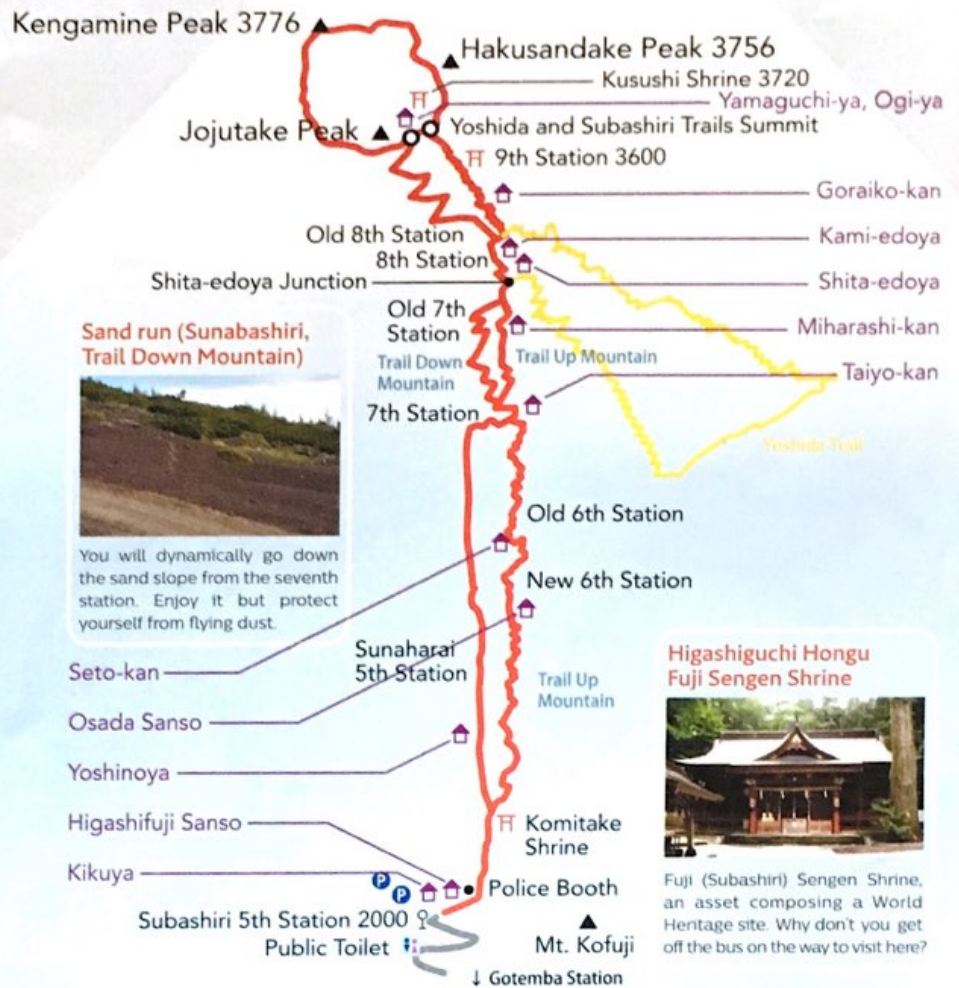 Kengamine Peak 3776
Hakusandake Peak 3756
Kusushi Shrine 3720
Yamaguchi-ya, Ogi-ya
Jojutake Peak
Yoshida and Subashiri Trails Summit
9th Station 3600
Goraiko-kan
Old 8th Station
Kami-edoya
8th Station
Shita-edoya
Shita-edoya Junction
Old 7th
Station
Miharashi-kan
Sand run (Sunabashiri,
Trail Down Mountain)
Trail Down
Mountain
Trail Up Mountain
Taiyo-kan
7th Station
Yoshida Trail
Old 6th Station
You will dynamically go down
the sand slope from the seventh
station. Enjoy it but protect
yourself from flying dust.
New 6th Station
Sunaharai
5th Station
Seto-kan
Trail Up
Mountain
Osada Sanso
Yoshinoya
Higashiguchi Hongu
Fuji Sengen Shrine
Higashifuji Sanso
Komitake
Shrine
Kikuya
P
P
Police Booth
Subashiri 5th Station 2000
Public Toilet
Mt. Kofuji
↓ Gotemba Station
Fuji (Subashiri) Sengen Shrine,
an asset composing a World
Heritage site. Why don't you get
off the bus on the way to visit here?